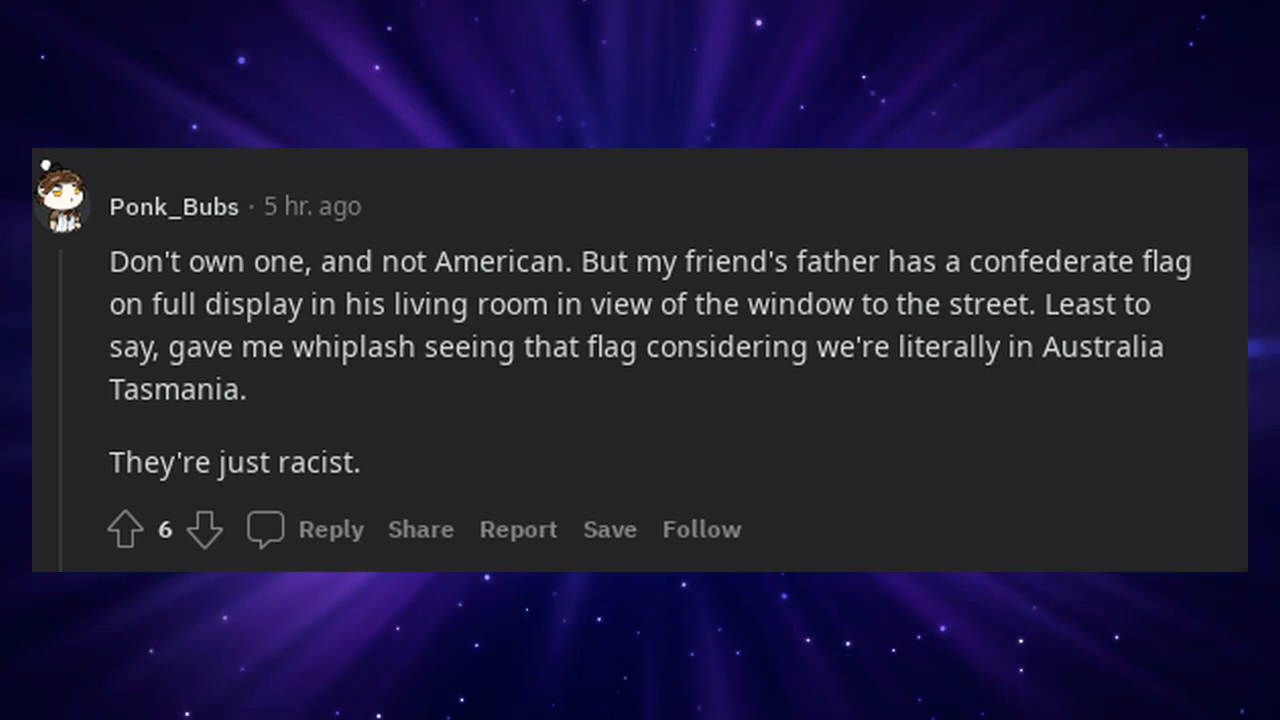 Ponk_Bubs · 5 hr. ago
Don't own one, and not American. But my friend's father has a confederate flag
on full display in his living room in view of the window to the street. Least to
say, gave me whiplash seeing that flag considering we're literally in Australia
Tasmania.
They're just racist.
6 Reply Share Report Save Follow